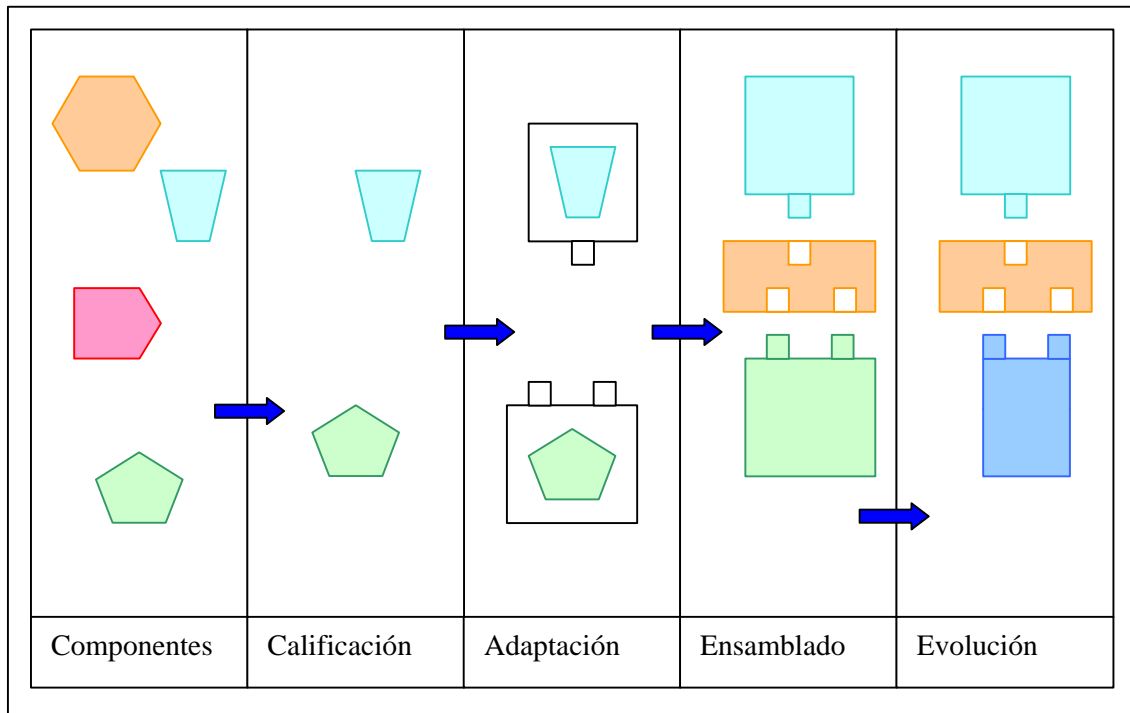 Componentes
Calificación
Adaptación
Ensamblado
Evolución